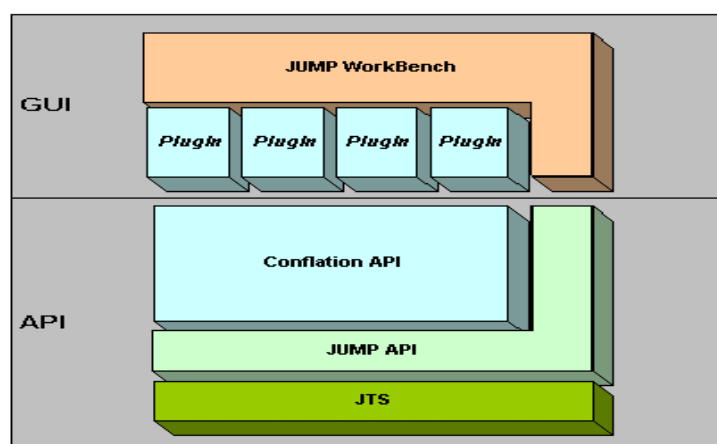 JUMP WorkBench
GUI
PlugIn PlugIn PlugIn PlugIn
Conflation API
API
JUMP API
JTS